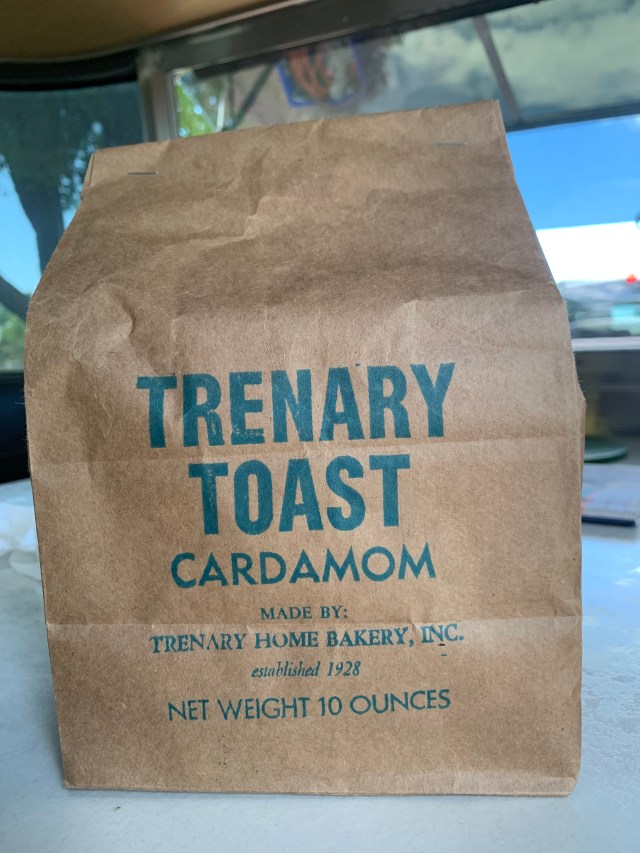 TRENARY
TOAST
CARDAMOM
MADE BY:
TRENARY HOME BAKERY, INC.
established 1928
NET WEIGHT 10 OUNCES